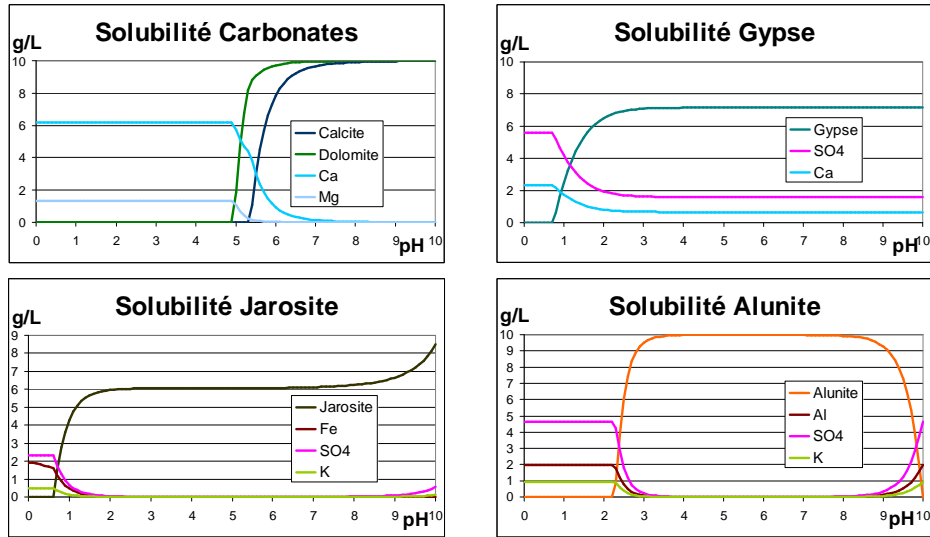 Solubilité Carbonates
g/L
10
8
6
4
2
0
Calcite
Dolomite
Ca
Mg
0 1 2 3 4 5 6 7 8 9 10
pH
Solubilité Gypse
g/L
10
8
6
4
2
0
Gypse
SO4
Ca
0 1 2 3 4 5 6 7 8 9 10
pH
Solubilité Jarosite
g/L
9
8
7
6
5
4
3
2
1
0
Jarosite
Fe
SO4
K
0 1 2 3 4 5 6 7 8 9 10
pH
Solubilité Alunite
g/L
10
9
8
7
6
5
4
3
2
1
0
Alunite
Al
SO4
K
0 1 2 3 4 5 6 7 8 9 10
pH